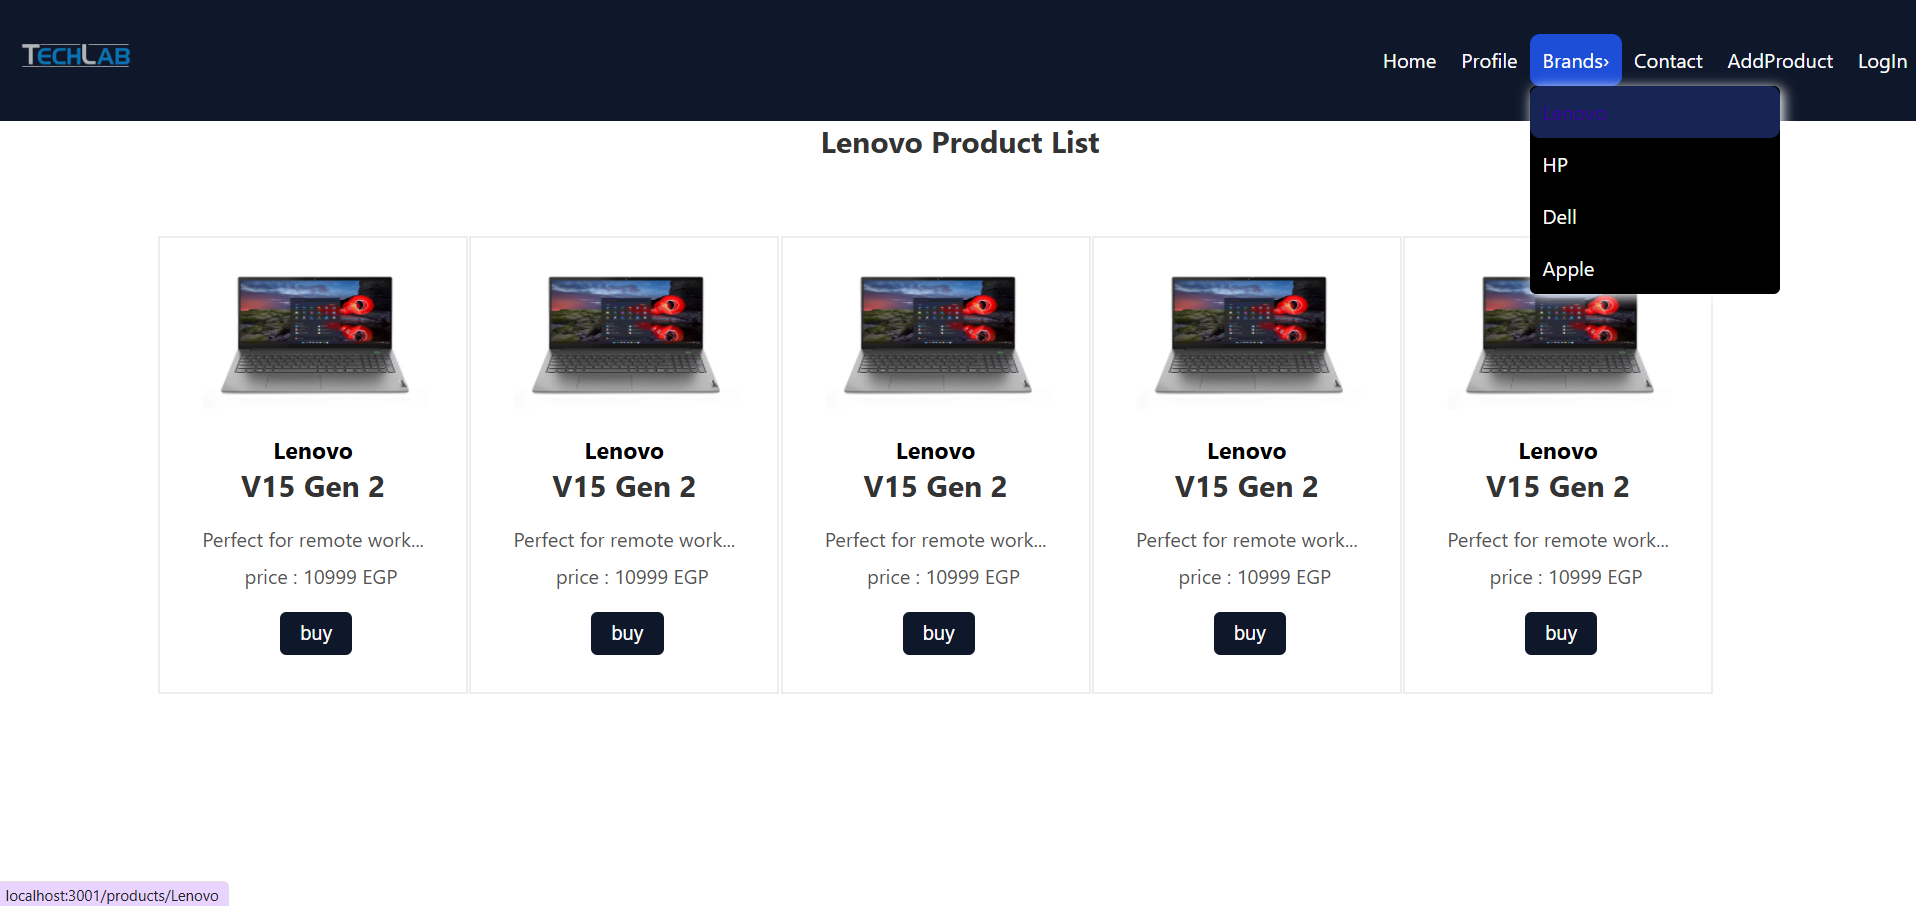 TECHLAB
Home Profile Brands› Contact AddProduct LogIn
Lenovo
HP
Dell
Apple
Lenovo Product List
Lenovo Lenovo Lenovo Lenovo Lenovo
V15 Gen 2 V15 Gen 2 V15 Gen 2 V15 Gen 2 V15 Gen 2
Perfect for remote work... Perfect for remote work... Perfect for remote work... Perfect for remote work... Perfect for remote work...
price : 10999 EGP price : 10999 EGP price : 10999 EGP price : 10999 EGP price : 10999 EGP
buy buy buy buy buy
localhost:3001/products/Lenovo